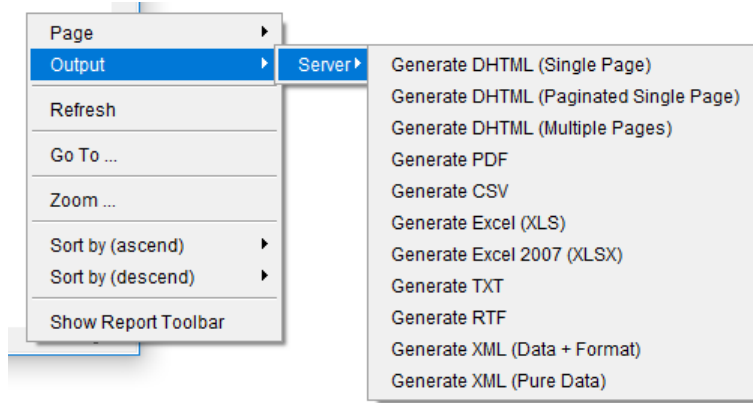 Page
Output
Refresh
Go To ...
Zoom ...
Sort by (ascend)
Sort by (descend)
Show Report Toolbar
Server
Generate DHTML (Single Page)
Generate DHTML (Paginated Single Page)
Generate DHTML (Multiple Pages)
Generate PDF
Generate CSV
Generate Excel (XLS)
Generate Excel 2007 (XLSX)
Generate TXT
Generate RTF
Generate XML (Data + Format)
Generate XML (Pure Data)